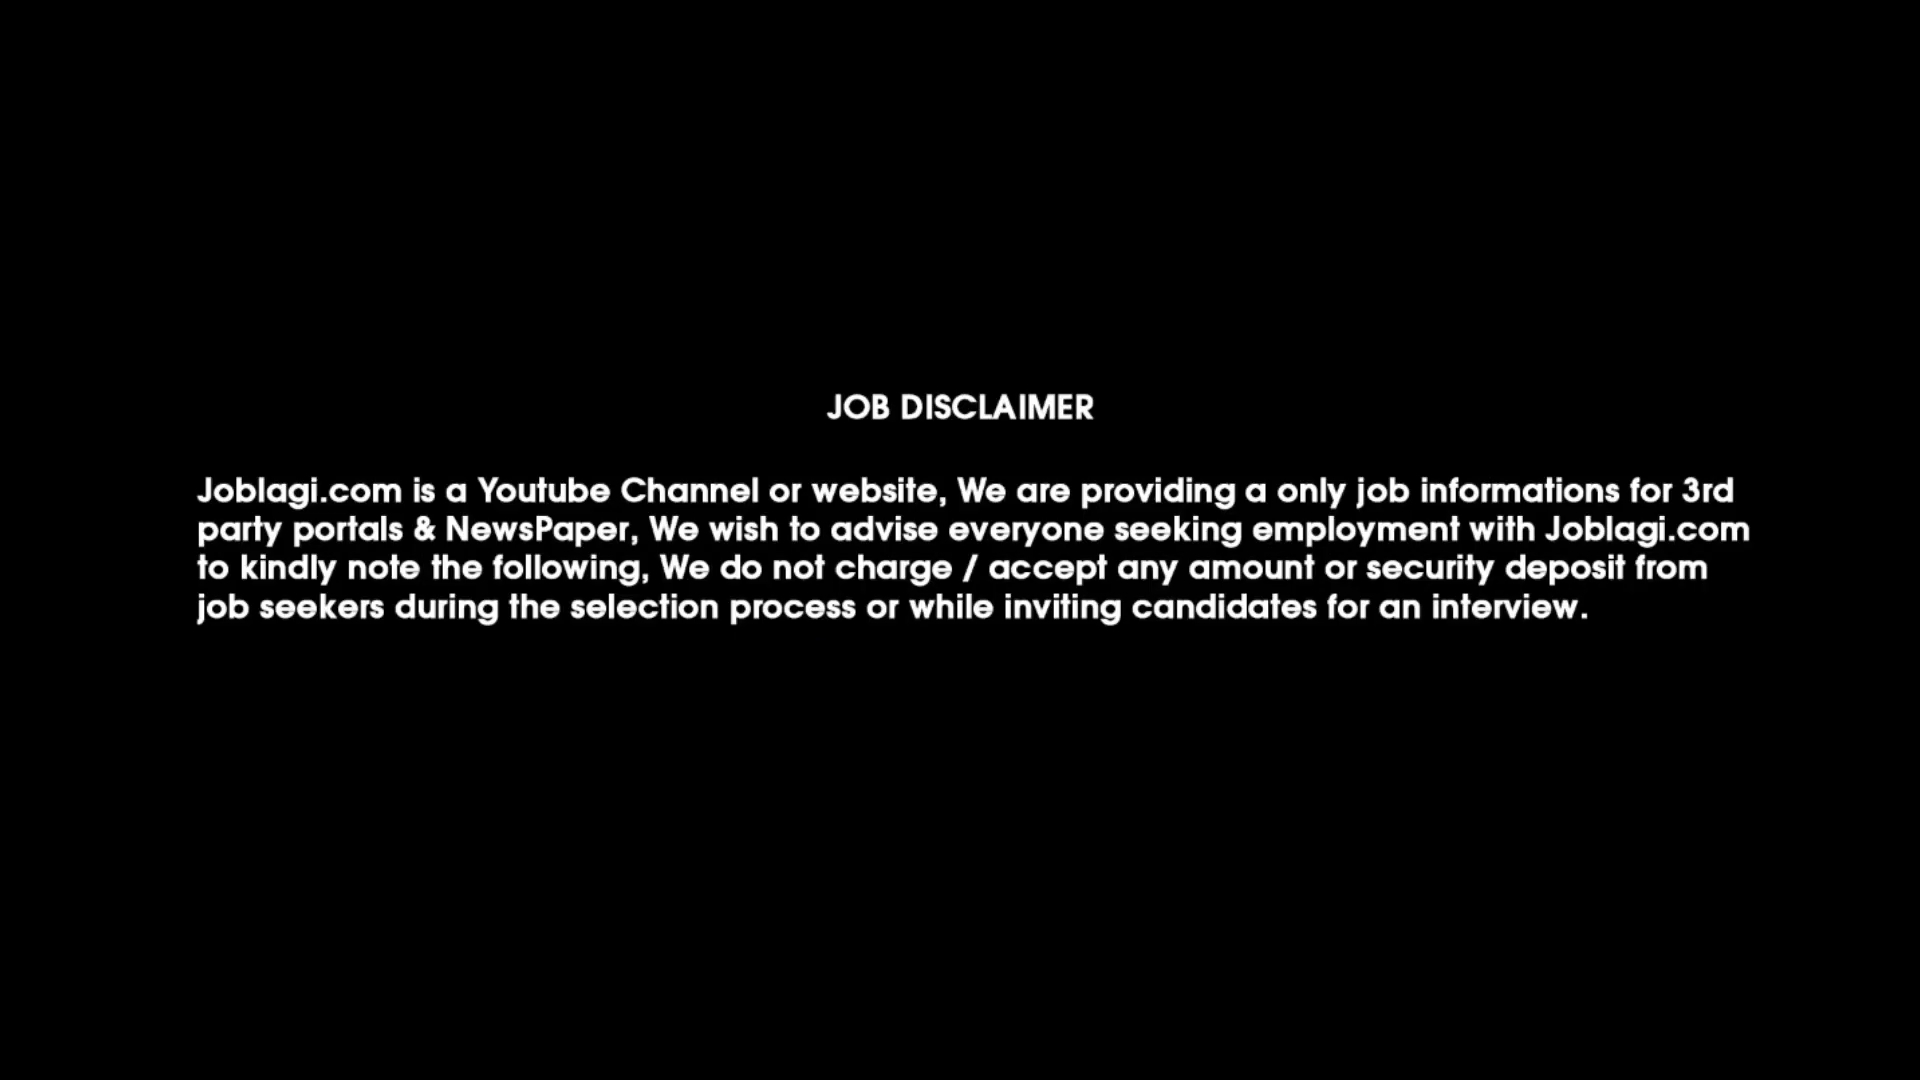 JOB DISCLAIMER
Joblagi.com is a Youtube Channel or website, We are providing a only job informations for 3rd
party portals & NewsPaper, We wish to advise everyone seeking employment with Joblagi.com
to kindly note the following, We do not charge / accept any amount or security deposit from
job seekers during the selection process or while inviting candidates for an interview.